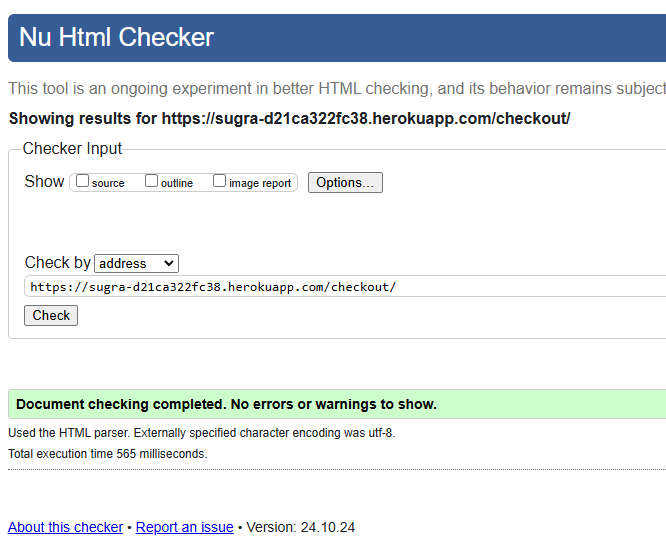 Nu Html Checker
This tool is an ongoing experiment in better HTML checking, and its behavior remains subject
Showing results for https://sugra-d21ca322fc38.herokuapp.com/checkout/
Checker Input
Show source outline image report Options...
Check by address
https://sugra-d21ca322fc38.herokuapp.com/checkout/
Check
Document checking completed. No errors or warnings to show.
Used the HTML parser. Externally specified character encoding was utf-8.
Total execution time 565 milliseconds.
About this checker • Report an issue • Version: 24.10.24